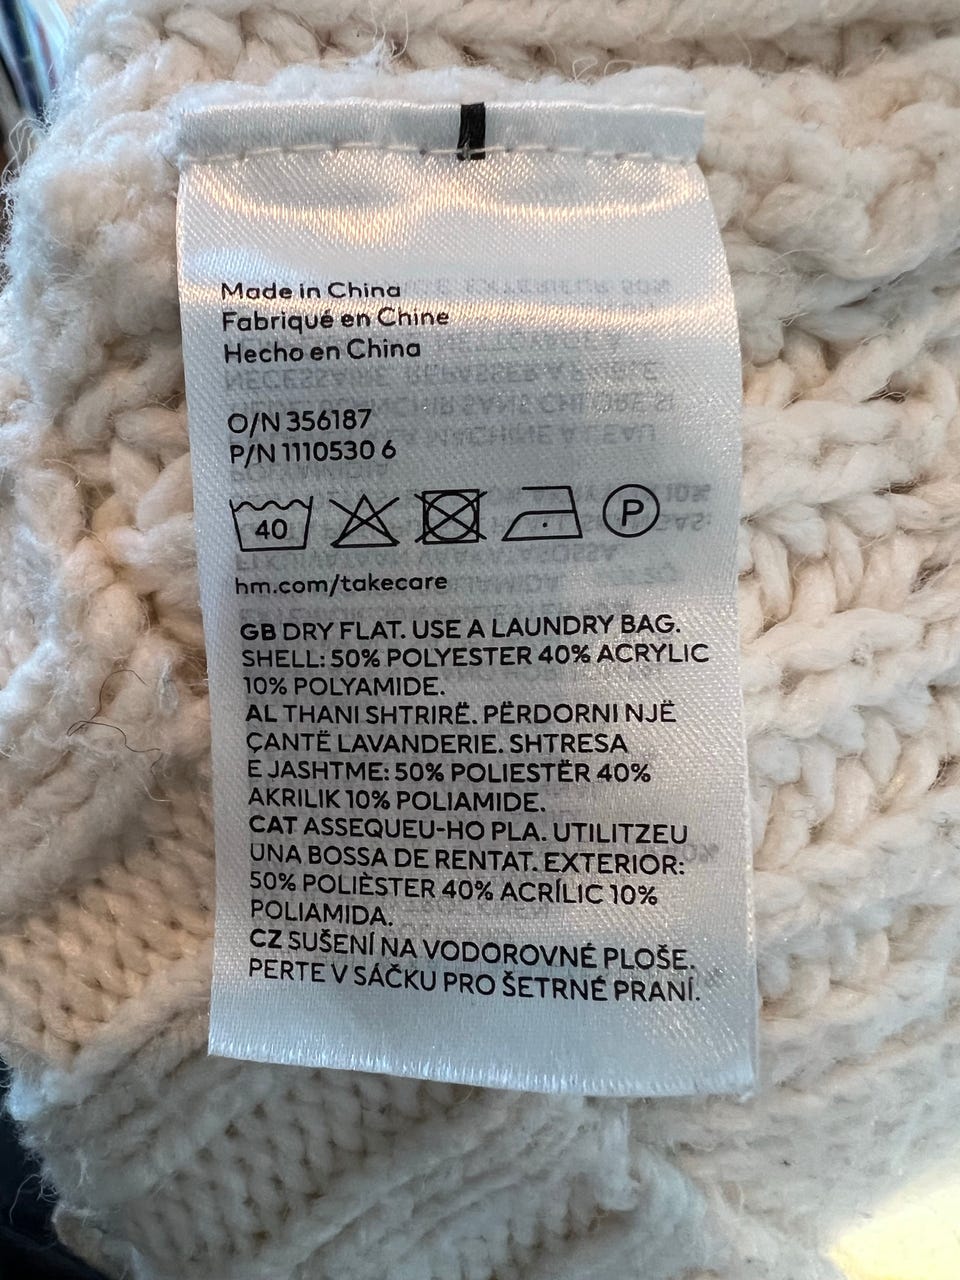 Made in China
Fabriqué en Chine
Hecho en China
O/N 356187
P/N 1110530 6
40 P
hm.com/takecare
GB DRY FLAT. USE A LAUNDRY BAG.
SHELL: 50% POLYESTER 40% ACRYLIC
10% POLYAMIDE.
AL THANI SHTRIRË. PËRDORNI NJË
ÇANTË LAVANDERIE. SHTRESA
E JASHTME: 50% POLIESTËR 40%
AKRILIK 10% POLIAMIDE.
CAT ASSEQUEU-HO PLA. UTILITZEU
UNA BOSSA DE RENTAT. EXTERIOR:
50% POLIÈSTER 40% ACRÍLIC 10%
POLIAMIDA.
CZ SUŠENÍ NA VODOROVNÉ PLOŠE.
PERTE V SÁČKU PRO ŠETRNÉ PRANÍ.